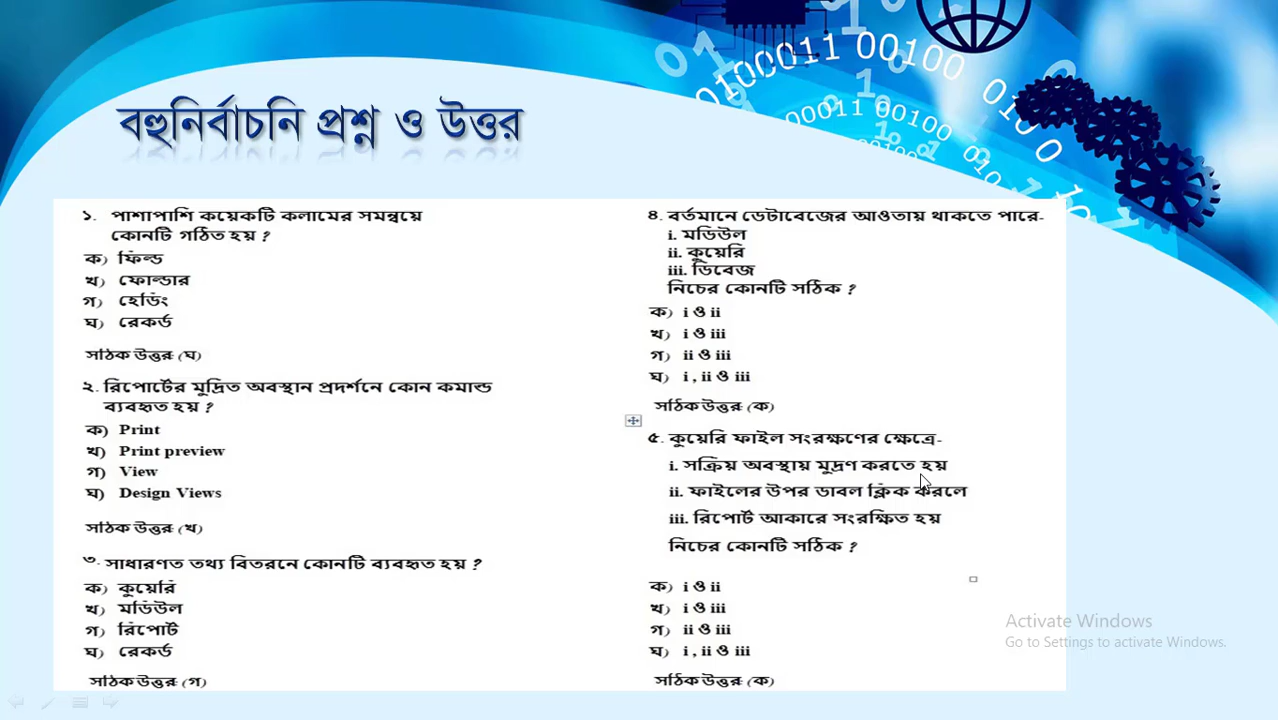 বহুনির্বাচনি প্রশ্ন ও উত্তর
১. পাশাপাশি কয়েকটি কলামের সমন্বয়ে
কোনটি গঠিত হয় ?
ক) ফিল্ড
খ) ফোল্ডার
গ) হেডিং
ঘ) রেকর্ড
সঠিক উত্তর (ঘ)
২. রিপোর্টের মুদ্রিত অবস্থান প্রদর্শনে কোন কমান্ড
ব্যবহৃত হয় ?
ক) Print
খ) Print preview
গ) View
ঘ) Design Views
সঠিক উত্তর (খ)
৩. সাধারণত তথ্য বিতরনে কোনটি ব্যবহৃত হয় ?
ক) কুয়েরি
খ) মডিউল
গ) রিপোর্ট
ঘ) রেকর্ড
সঠিক উত্তর (গ)
৪. বর্তমানে ডেটাবেজের আওতায় থাকতে পারে-
i. মডিউল
ii. কুয়েরি
iii. ডিবেজ
নিচের কোনটি সঠিক ?
ক) i ও ii
খ) i ও iii
গ) ii ও iii
ঘ) i , ii ও iii
সঠিক উত্তর (ক)
৫. কুয়েরি ফাইল সংরক্ষণের ক্ষেত্রে-
i. সক্রিয় অবস্থায় মুদ্রণ করতে হয়
ii. ফাইলের উপর ডাবল ক্লিক করলে
iii. রিপোর্ট আকারে সংরক্ষিত হয়
নিচের কোনটি সঠিক ?
ক) i ও ii
খ) i ও iii
গ) ii ও iii
ঘ) i , ii ও iii
সঠিক উত্তর (ক)
Activate Windows
Go to Settings to activate Windows.